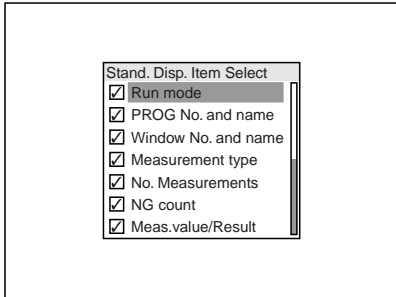 Stand. Disp. Item Select
Run mode
PROG No. and name
Window No. and name
Measurement type
No. Measurements
NG count
Meas.value/Result